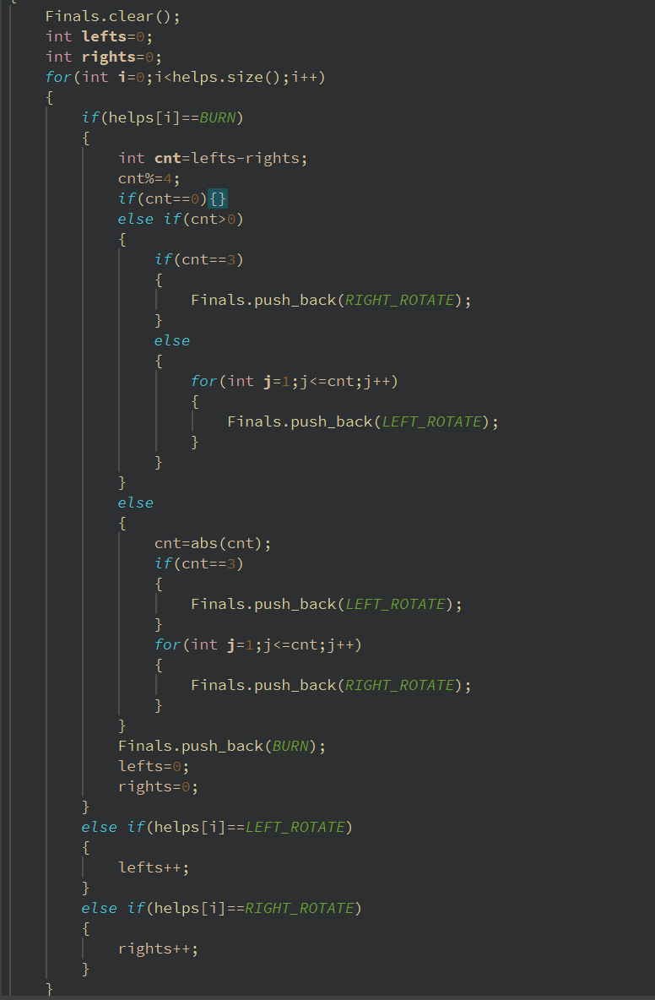 {
Finals.clear();
int lefts=0;
int rights=0;
for(int i=0;i<helps.size();i++)
{
if(helps[i]==BURN)
{
int cnt=lefts-rights;
cnt%=4;
if(cnt==0){}
else if(cnt>0)
{
if(cnt==3)
{
Finals.push_back(RIGHT_ROTATE);
}
else
{
for(int j=1;j<=cnt;j++)
{
Finals.push_back(LEFT_ROTATE);
}
}
}
else
{
cnt=abs(cnt);
if(cnt==3)
{
Finals.push_back(LEFT_ROTATE);
}
for(int j=1;j<=cnt;j++)
{
Finals.push_back(RIGHT_ROTATE);
}
}
Finals.push_back(BURN);
lefts=0;
rights=0;
}
else if(helps[i]==LEFT_ROTATE)
{
lefts++;
}
else if(helps[i]==RIGHT_ROTATE)
{
rights++;
}
}